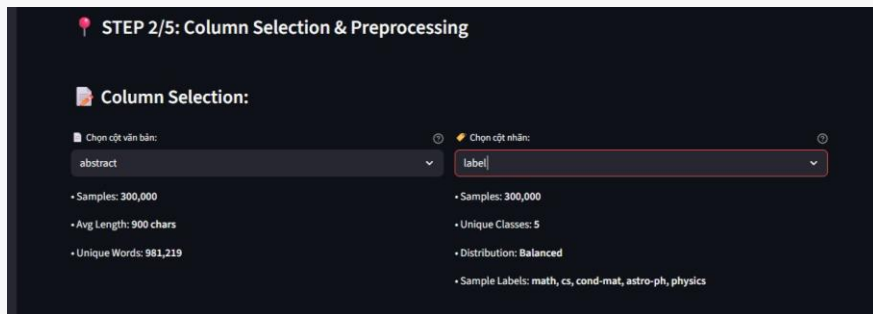 STEP 2/5: Column Selection & Preprocessing
Column Selection:
Chọn cột văn bản:
abstract
• Samples: 300,000
• Avg Length: 900 chars
• Unique Words: 981,219
Chọn cột nhãn:
label
• Samples: 300,000
• Unique Classes: 5
• Distribution: Balanced
• Sample Labels: math, cs, cond-mat, astro-ph, physics